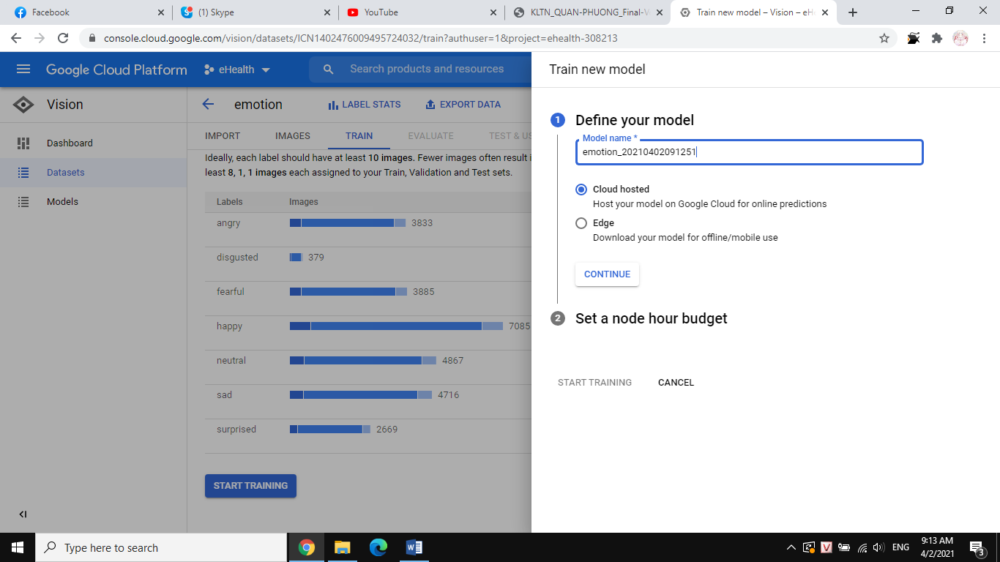 Facebook
(1) Skype
YouTube
KLTN_QUAN-PHUONG_Final-V
Train new model – Vision – eH
console.cloud.google.com/vision/datasets/ICN1402476009495724032/train?authuser=1&project=ehealth-308213
Google Cloud Platform
eHealth
Search products and resources
Train new model
Vision
emotion
LABEL STATS
EXPORT DATA
Dashboard
Datasets
Models
IMPORT
IMAGES
TRAIN
EVALUATE
TEST & US
Ideally, each label should have at least 10 images. Fewer images often result i
least 8, 1, 1 images each assigned to your Train, Validation and Test sets.
Labels Images
angry 3833
disgusted 379
fearful 3885
happy 7085
neutral 4867
sad 4716
surprised 2669
START TRAINING
1 Define your model
Model name *
emotion_20210402091251
Cloud hosted
Host your model on Google Cloud for online predictions
Edge
Download your model for offline/mobile use
CONTINUE
2 Set a node hour budget
START TRAINING CANCEL
Type here to search
ENG
9:13 AM
4/2/2021
3